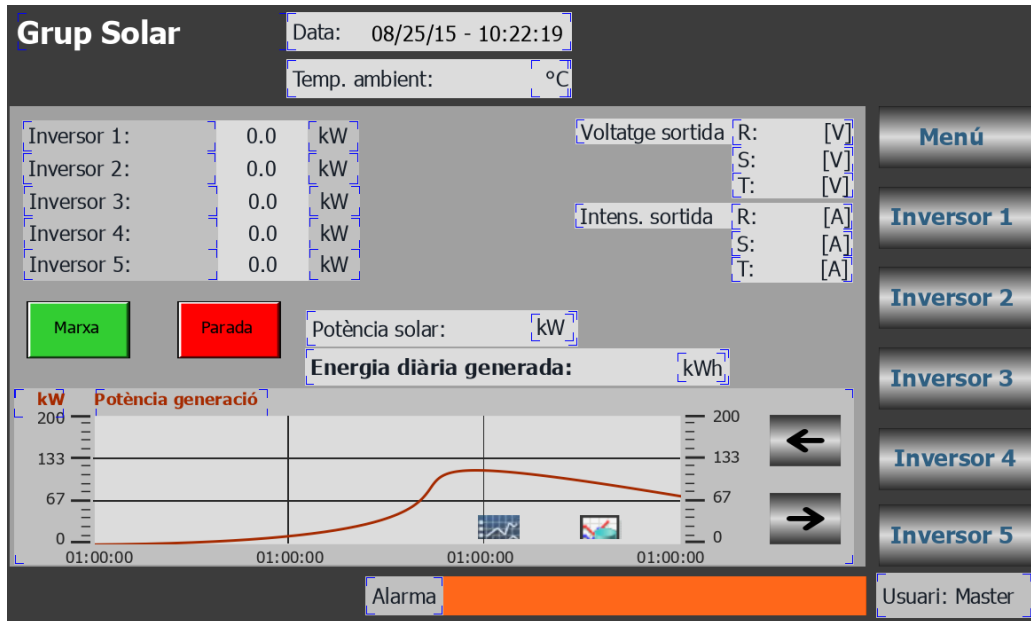 Grup Solar
Data: 08/25/15 - 10:22:19
Temp. ambient: °C
Inversor 1: 0.0 kW
Inversor 2: 0.0 kW
Inversor 3: 0.0 kW
Inversor 4: 0.0 kW
Inversor 5: 0.0 kW
Voltatge sortida R: [V]
S: [V]
T: [V]
Intens. sortida R: [A]
S: [A]
T: [A]
Marxa
Parada
Potència solar: kW
Energia diària generada: kWh
kW Potència generació
200 200
133 133
67 67
0 0
01:00:00 01:00:00 01:00:00 01:00:00
Menú
Inversor 1
Inversor 2
Inversor 3
Inversor 4
Inversor 5
Alarma
Usuari: Master